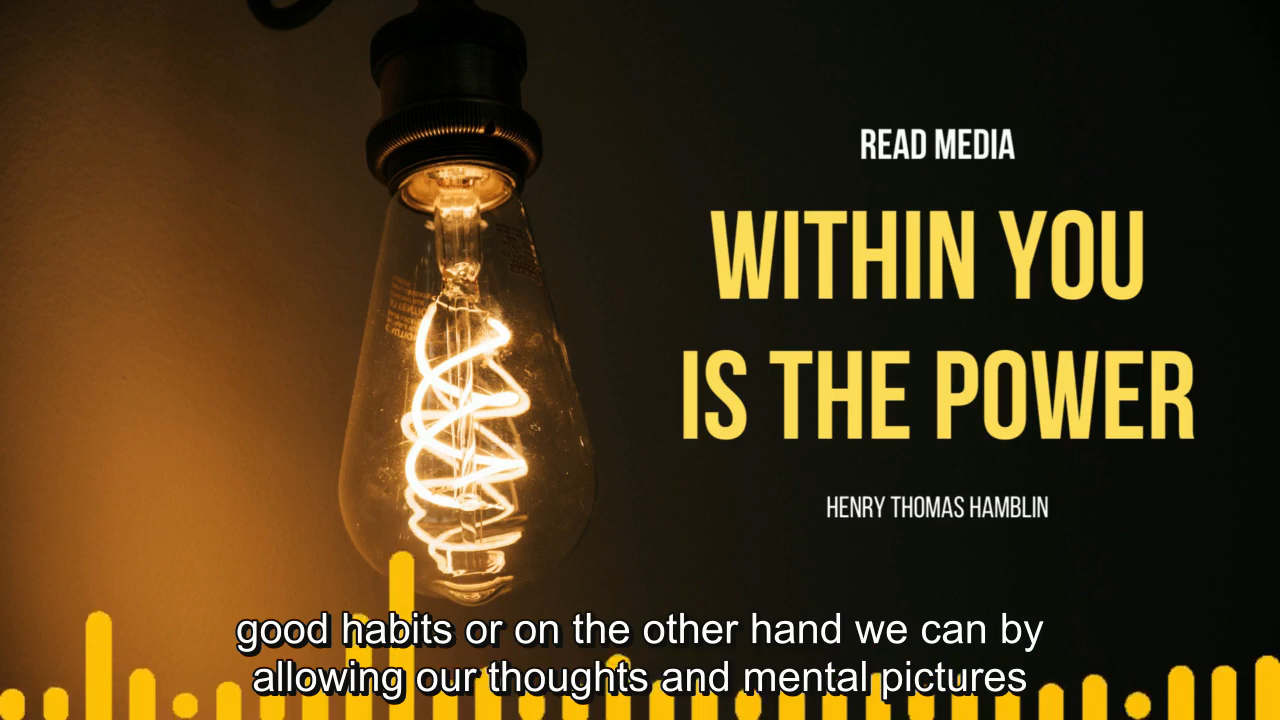 READ MEDIA
WITHIN YOU
IS THE POWER
HENRY THOMAS HAMBLIN
good habits or on the other hand we can by
allowing our thoughts and mental pictures